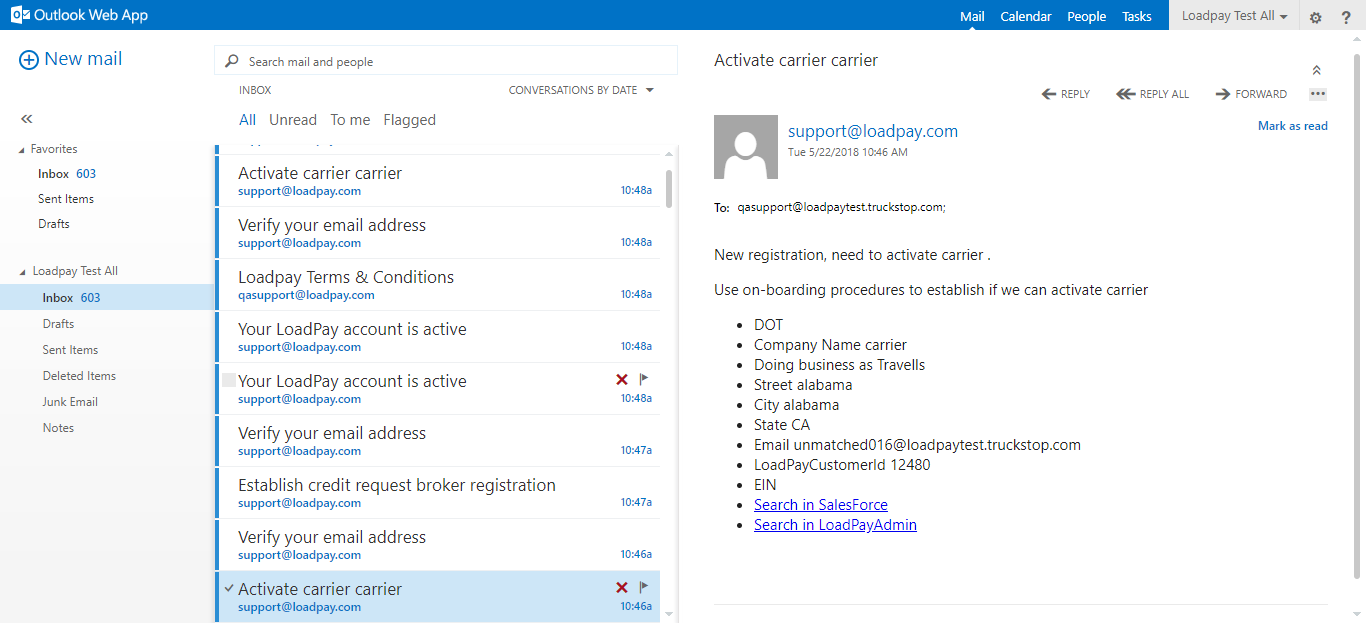 Outlook Web App
Mail Calendar People Tasks Loadpay Test All ?
New mail
Favorites
Inbox 603
Sent Items
Drafts
Loadpay Test All
Inbox 603
Drafts
Sent Items
Deleted Items
Junk Email
Notes
Search mail and people
INBOX CONVERSATIONS BY DATE
All Unread To me Flagged
Activate carrier carrier
support@loadpay.com 10:48a
Verify your email address
support@loadpay.com 10:48a
Loadpay Terms & Conditions
qasupport@loadpay.com 10:48a
Your LoadPay account is active
support@loadpay.com 10:48a
Your LoadPay account is active
support@loadpay.com 10:48a
Verify your email address
support@loadpay.com 10:47a
Establish credit request broker registration
support@loadpay.com 10:47a
Verify your email address
support@loadpay.com 10:46a
Activate carrier carrier
support@loadpay.com 10:46a
Activate carrier carrier
REPLY REPLY ALL FORWARD
Mark as read
support@loadpay.com
Tue 5/22/2018 10:46 AM
To: qasupport@loadpaytest.truckstop.com;
New registration, need to activate carrier .
Use on-boarding procedures to establish if we can activate carrier
• DOT
• Company Name carrier
• Doing business as Travells
• Street alabama
• City alabama
• State CA
• Email unmatched016@loadpaytest.truckstop.com
• LoadPayCustomerId 12480
• EIN
• Search in SalesForce
• Search in LoadPayAdmin